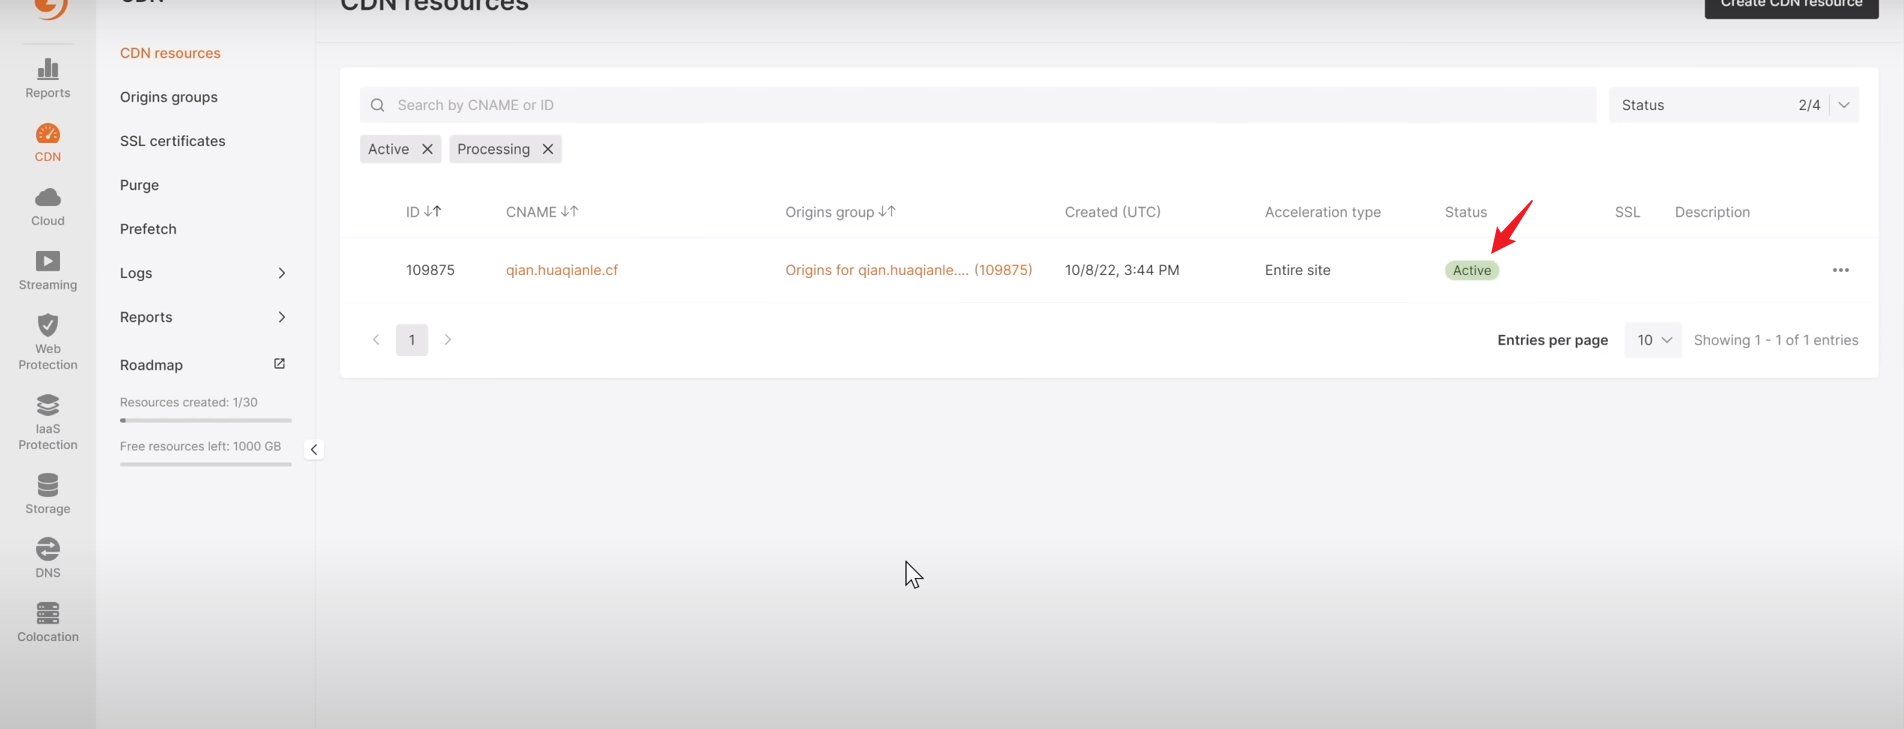 CDN
CDN resources
Create CDN resource
Reports
CDN
Cloud
Streaming
Web
Protection
IaaS
Protection
Storage
DNS
Colocation
CDN resources
Origins groups
SSL certificates
Purge
Prefetch
Logs
Reports
Roadmap
Resources created: 1/30
Free resources left: 1000 GB
Search by CNAME or ID
Status 2/4
Active Processing
ID CNAME Origins group Created (UTC) Acceleration type Status SSL Description
109875 qian.huaqianle.cf Origins for qian.huaqianle.... (109875) 10/8/22, 3:44 PM Entire site Active
1 Entries per page 10 Showing 1 - 1 of 1 entries